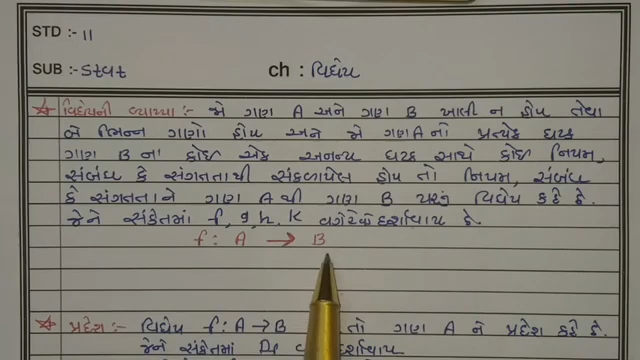 STD :- 11
SUB :- સ્ટેટ ch : વિધેય
વિધેયની વ્યાખ્યા :- જો ગણ A અને ગણ B ખાલી ન હોય તેવા
બે ભિન્ન ગણો હોય અને જો ગણ A નો પ્રત્યેક ઘટક
ગણ B ના કોઈ એક અનન્ય ઘટક સાથે કોઈ નિયમ,
સંબંધ કે સંગતતાથી સંકળાયેલ હોય તો નિયમ, સંબંધ
કે સંગતતાને ગણ A થી ગણ B પરનું વિધેય કહે છે.
જેને સંકેતમાં f, g, h, k વગેરેથી દર્શાવાય છે.
f : A → B
પ્રદેશ :- વિધેય f : A → B તો ગણ A ને પ્રદેશ કહે છે.
જેને સંકેતમાં દર્શાવાય